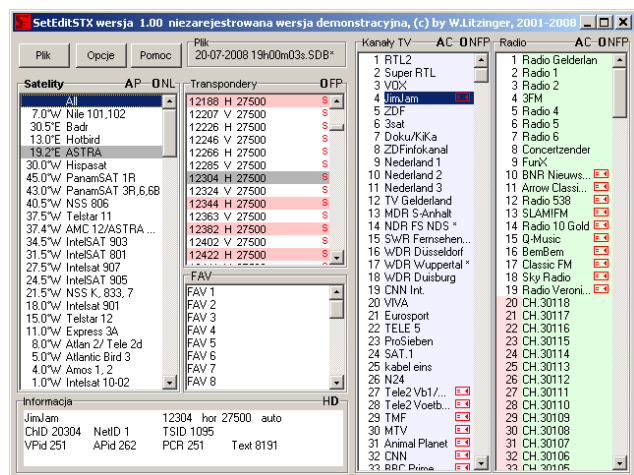 SetEditSTX wersja 1.00 niezarejestrowana wersja demonstracyjna, (c) by W.Litzinger, 2001-2008
Plik
Opcje
Pomoc
Plik
20-07-2008 19h00m03s.SDB*
Satelity AP ONL
All
7.0°W Nile 101,102
30.5°E Badr
13.0°E Hotbird
19.2°E ASTRA
30.0°W Hispasat
45.0°W PanamSAT 1R
43.0°W PanamSAT 3R,6,6B
40.5°W NSS 806
37.5°W Telstar 11
37.4°W AMC 12/ASTRA ...
34.5°W IntelSAT 903
31.5°W IntelSAT 801
27.5°W Intelsat 907
24.5°W IntelSAT 905
21.5°W NSS K, 833, 7
18.0°W Intelsat 901
15.0°W Telstar 12
11.0°W Express 3A
8.0°W Atlan 2/ Tele 2d
5.0°W Atlantic Bird 3
4.0°W Amos 1, 2
1.0°W Intelsat 10-02
Transpondery OFP
12188 H 27500 S
12207 V 27500 S
12226 H 27500 S
12246 V 27500 S
12266 H 27500 S
12285 V 27500 S
12304 H 27500 S
12324 V 27500 S
12344 H 27500 S
12363 V 27500 S
12382 H 27500 S
12402 V 27500 S
12422 H 27500 S
FAV
FAV 1
FAV 2
FAV 3
FAV 4
FAV 5
FAV 6
FAV 7
FAV 8
Kanały TV AC ONFP
1 RTL2
2 Super RTL
3 VOX
4 JimJam
5 ZDF
6 3sat
7 Doku/KiKa
8 ZDFinfokanal
9 Nederland 1
10 Nederland 2
11 Nederland 3
12 TV Gelderland
13 MDR S-Anhalt
14 NDR FS NDS *
15 SWR Fernsehen...
16 WDR Düsseldorf
17 WDR Wuppertal *
18 WDR Duisburg
19 CNN Int.
20 VIVA
21 Eurosport
22 TELE 5
23 ProSieben
24 SAT.1
25 kabel eins
26 N24
27 Tele2 Vb1/...
28 Tele2 Voetb...
29 TMF
30 MTV
31 Animal Planet
32 CNN
33 BBC Prime
Radio AC ONFP
1 Radio Gelderlan
2 Radio 1
3 Radio 2
4 3FM
5 Radio 4
6 Radio 5
7 Radio 6
8 Concertzender
9 FunX
10 BNR Nieuws...
11 Arrow Classi...
12 Radio 538
13 SLAM!FM
14 Radio 10 Gold
15 Q-Music
16 BemBem
17 Classic FM
18 Sky Radio
19 Radio Veroni...
20 CH.30118
21 CH.30117
22 CH.30116
23 CH.30115
24 CH.30114
25 CH.30113
26 CH.30112
27 CH.30111
28 CH.30110
29 CH.30109
30 CH.30108
31 CH.30107
32 CH.30106
33 CH.30105
Informacja HD
JimJam 12304 hor 27500 auto
ChID 20304 NetID 1 TSID 1095
VPid 251 APid 262 PCR 251 Text 8191